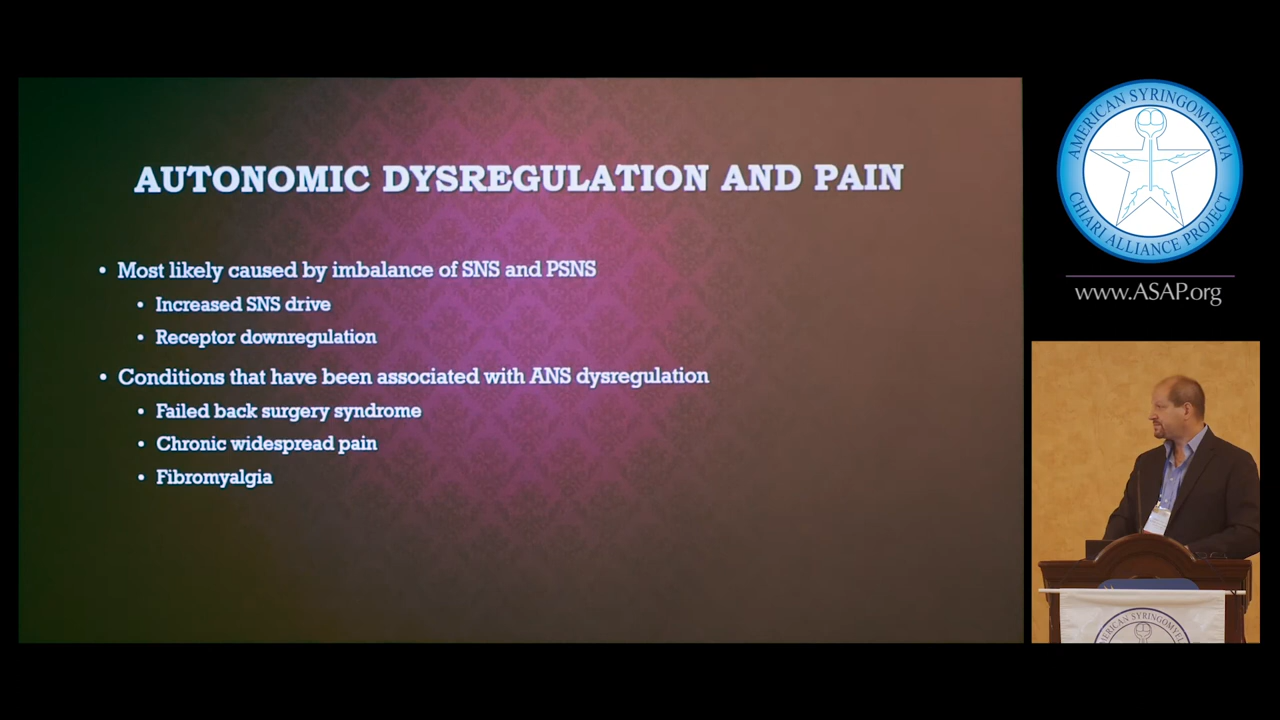 AUTONOMIC DYSREGULATION AND PAIN
• Most likely caused by imbalance of SNS and PSNS
• Increased SNS drive
• Receptor downregulation
• Conditions that have been associated with ANS dysregulation
• Failed back surgery syndrome
• Chronic widespread pain
• Fibromyalgia
AMERICAN SYRINGOMYELIA
CHIARI ALLIANCE PROJECT
www.ASAP.org
AMERICAN SYRINGOMYELIA